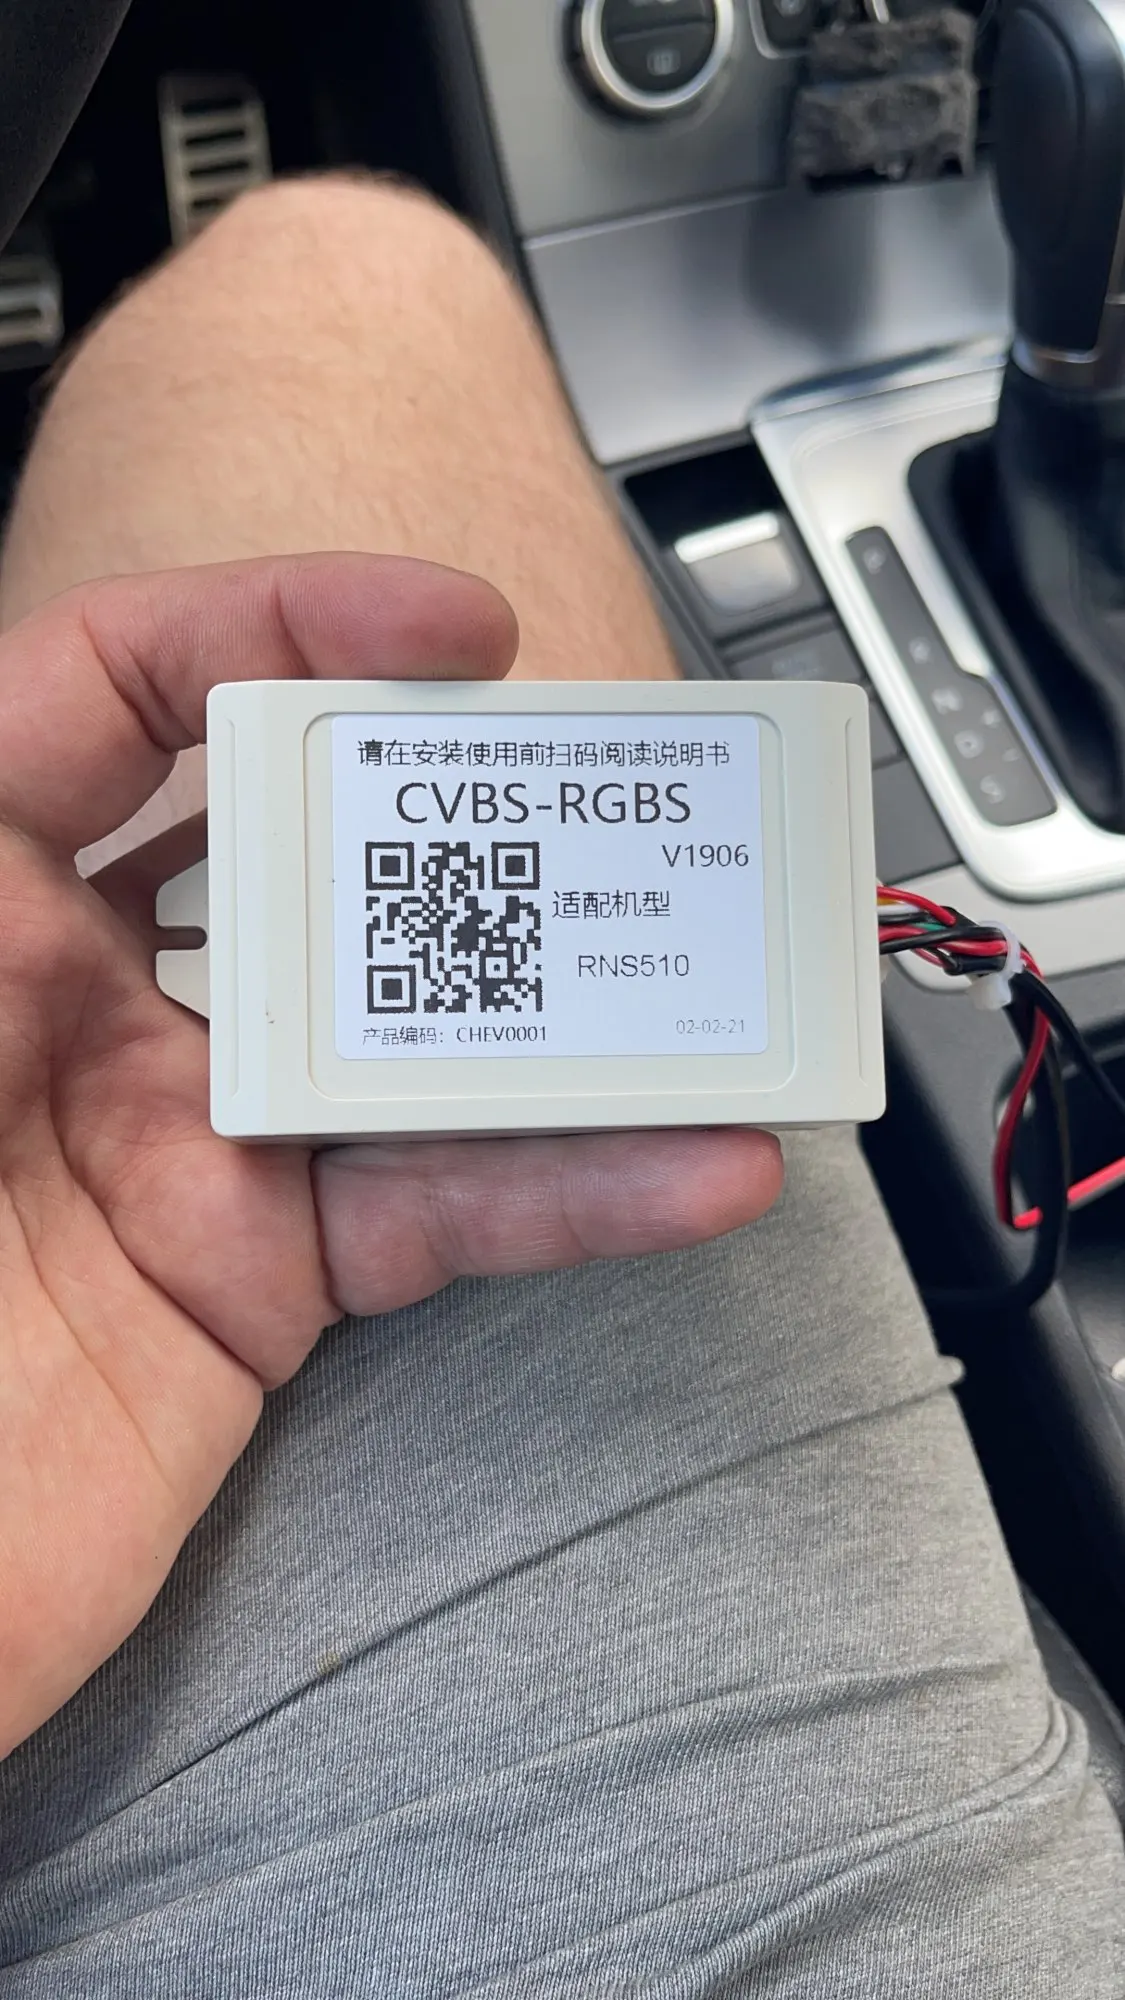 请在安装使用前扫码阅读说明书
CVBS-RGBS
V1906
适配机型
RNS510
产品编码：CHEV0001
02-02-21
P
R
N
D
S